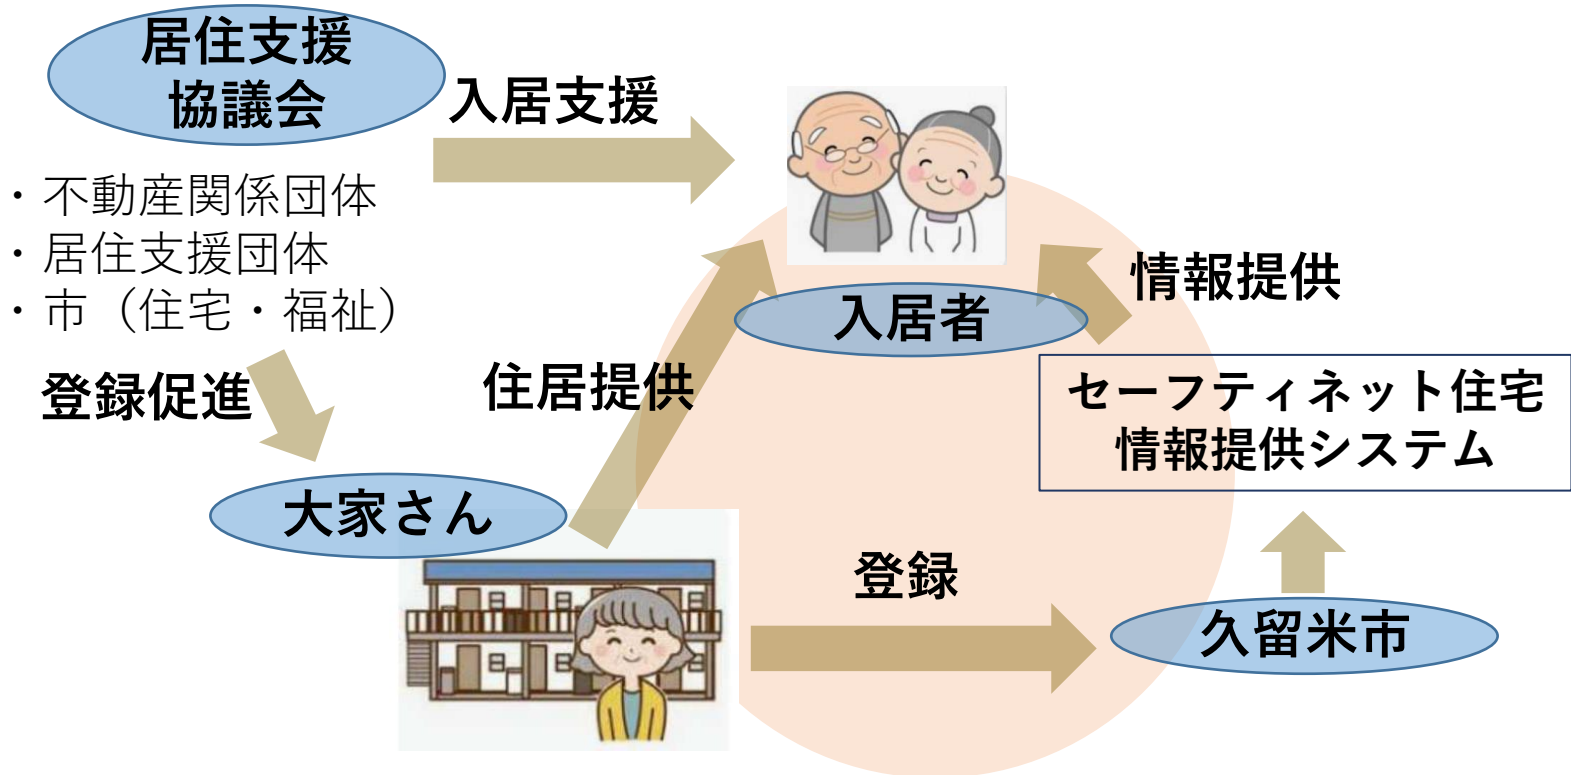 居住支援
協議会
入居支援
・不動産関係団体
・居住支援団体
・市（住宅・福祉）
登録促進
住居提供
入居者
情報提供
セーフティネット住宅
情報提供システム
大家さん
登録
久留米市